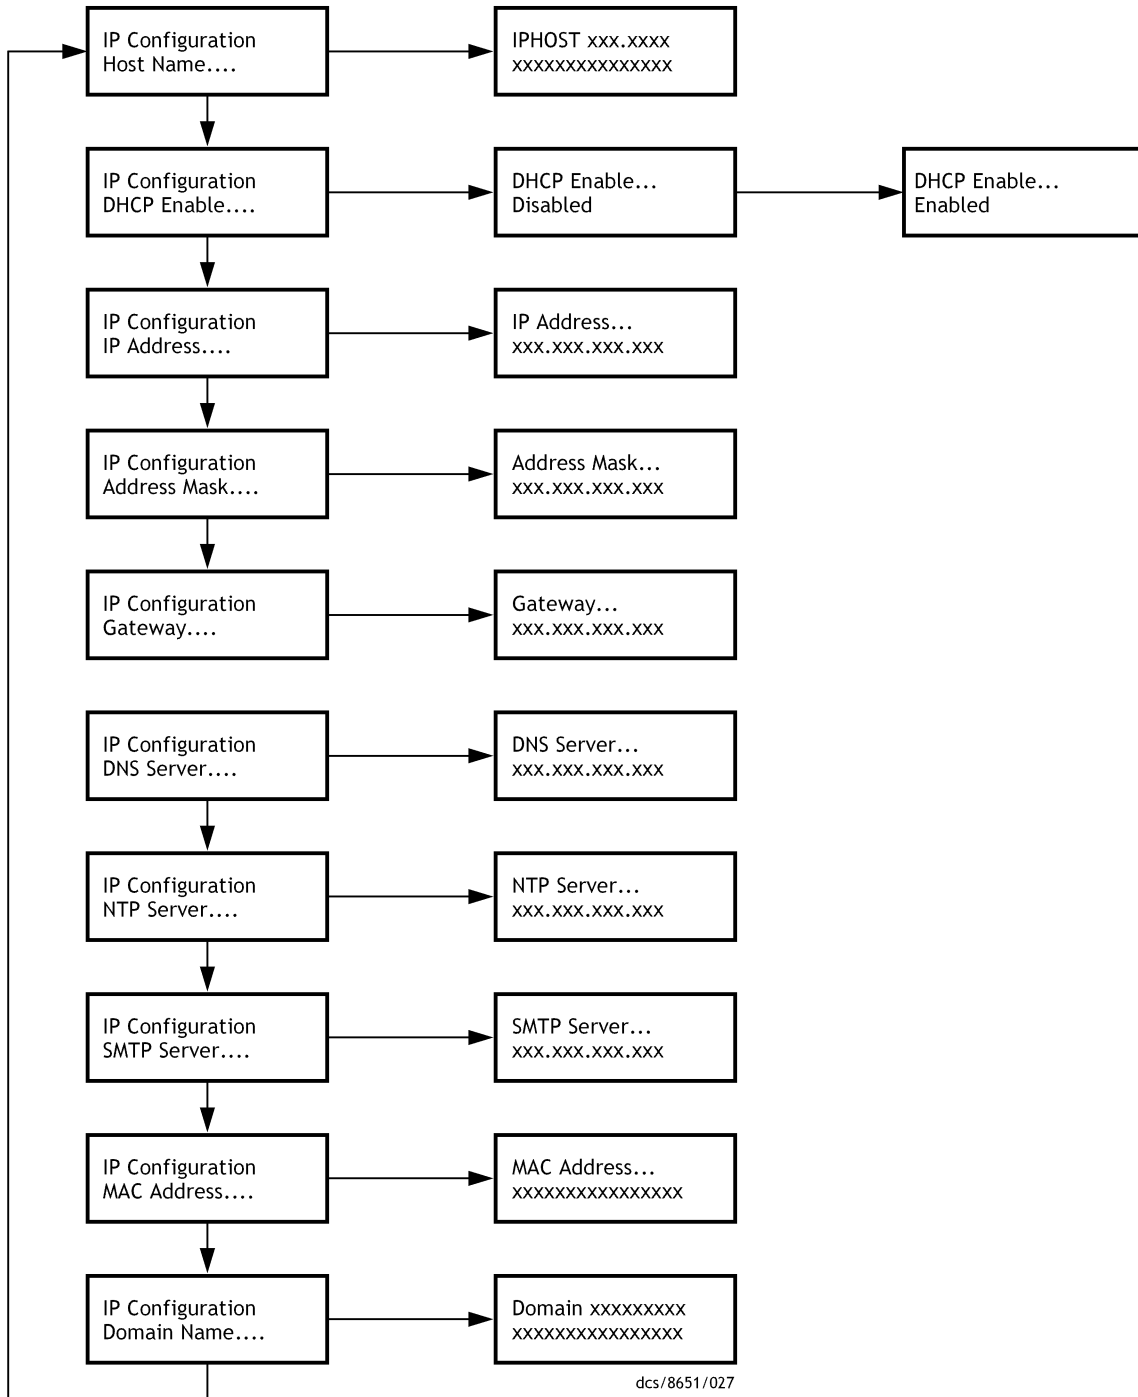 IP Configuration
Host Name....
IPHOST xxx.xxxx
xxxxxxxxxxxxxxx
IP Configuration
DHCP Enable....
DHCP Enable...
Disabled
DHCP Enable...
Enabled
IP Configuration
IP Address....
IP Address...
xxx.xxx.xxx.xxx
IP Configuration
Address Mask....
Address Mask...
xxx.xxx.xxx.xxx
IP Configuration
Gateway....
Gateway...
xxx.xxx.xxx.xxx
IP Configuration
DNS Server....
DNS Server...
xxx.xxx.xxx.xxx
IP Configuration
NTP Server....
NTP Server...
xxx.xxx.xxx.xxx
IP Configuration
SMTP Server....
SMTP Server...
xxx.xxx.xxx.xxx
IP Configuration
MAC Address....
MAC Address...
xxxxxxxxxxxxxxxx
IP Configuration
Domain Name....
Domain xxxxxxxxx
xxxxxxxxxxxxxxxx
dcs/8651/027